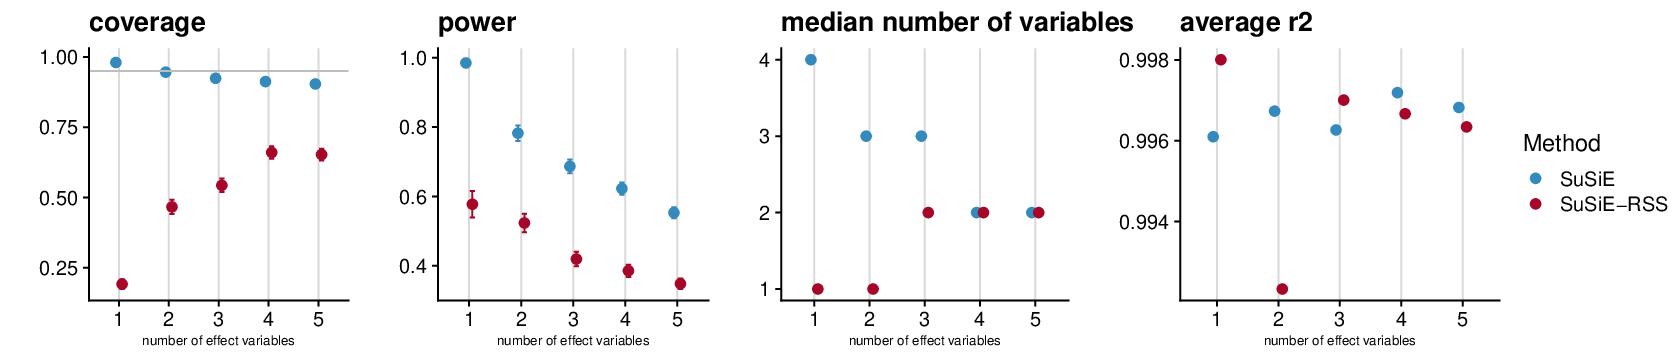 coverage
1.00
0.75
0.50
0.25
1 2 3 4 5
number of effect variables
power
1.0
0.8
0.6
0.4
1 2 3 4 5
number of effect variables
median number of variables
4
3
2
1
1 2 3 4 5
number of effect variables
average r2
0.998
0.996
0.994
1 2 3 4 5
number of effect variables
Method
SuSiE
SuSiE−RSS